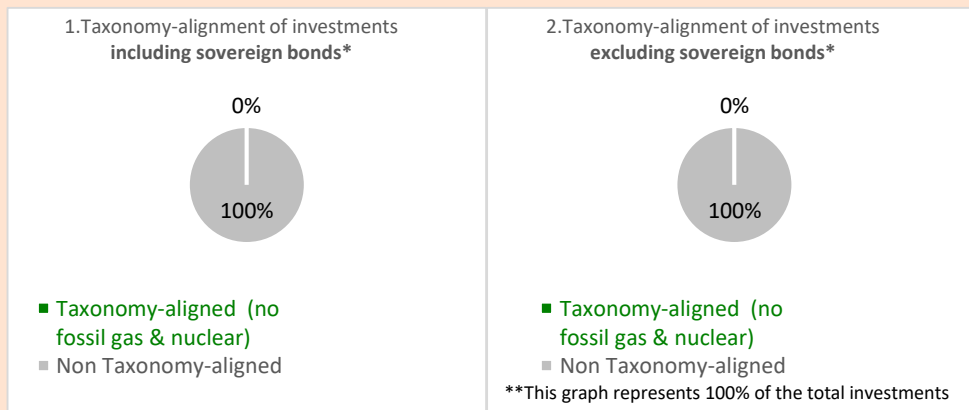 1.Taxonomy-alignment of investments
including sovereign bonds*
0%
100%
Taxonomy-aligned (no
fossil gas & nuclear)
Non Taxonomy-aligned
2.Taxonomy-alignment of investments
excluding sovereign bonds*
0%
100%
Taxonomy-aligned (no
fossil gas & nuclear)
Non Taxonomy-aligned
**This graph represents 100% of the total investments